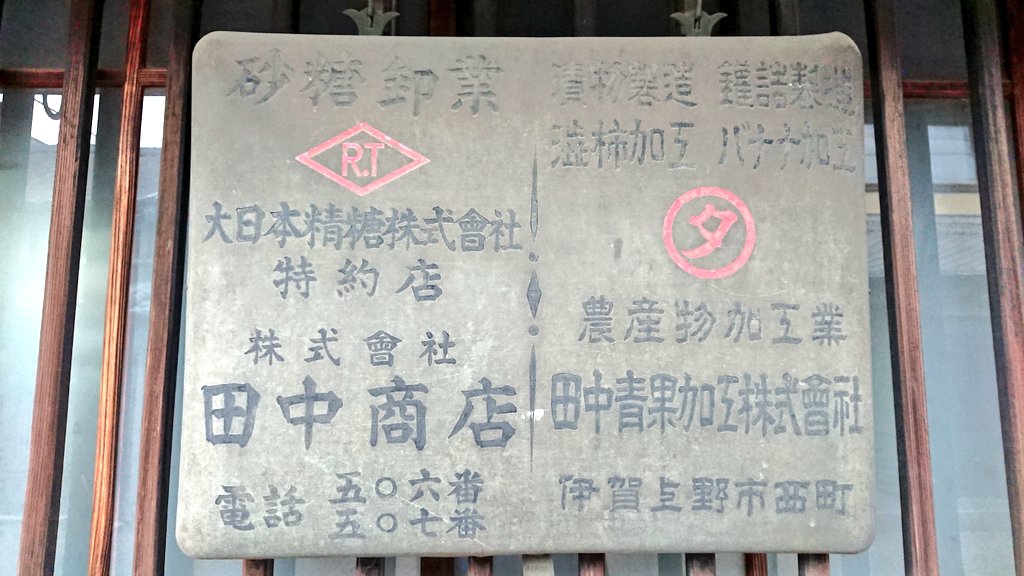 砂糖卸業
R.T
大日本精糖株式會社
特約店
株式會社
田中商店
電話 五〇六番
五〇七番
漬物製造 鑵詰製造
澁柿加工 バナナ加工
タ
農産物加工業
田中青果加工株式會社
伊賀上野市西町